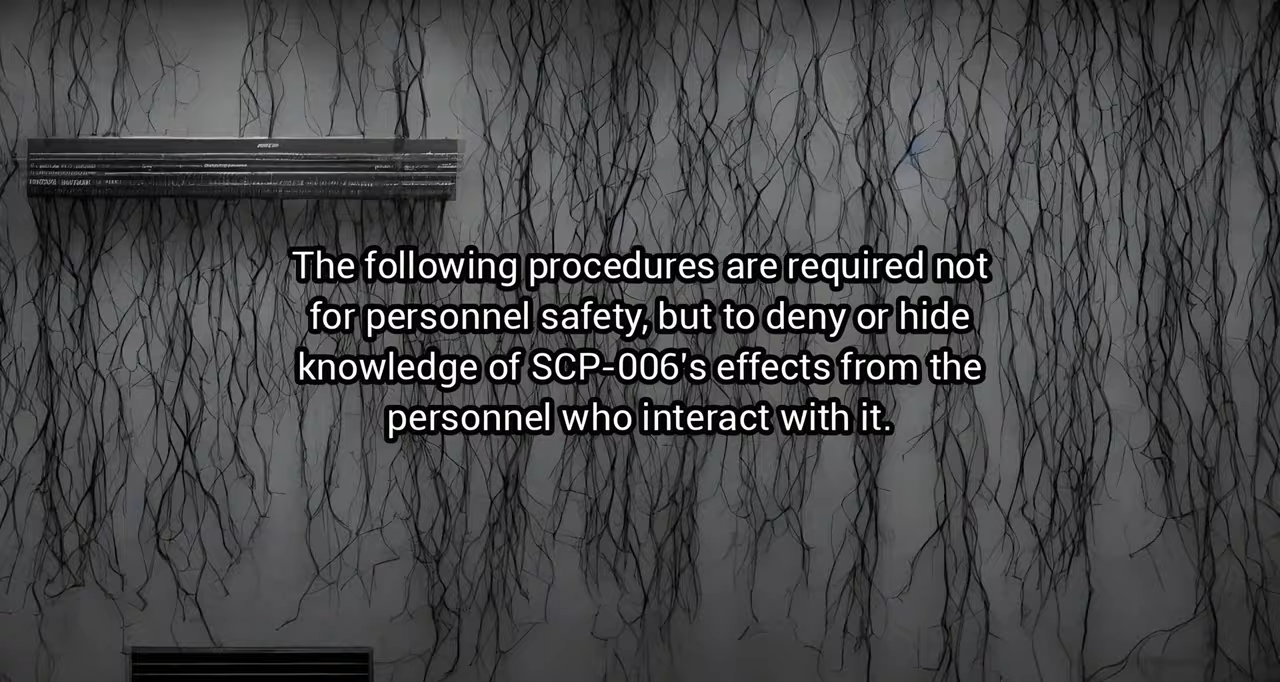 The following procedures are required not
for personnel safety, but to deny or hide
knowledge of SCP-006's effects from the
personnel who interact with it.